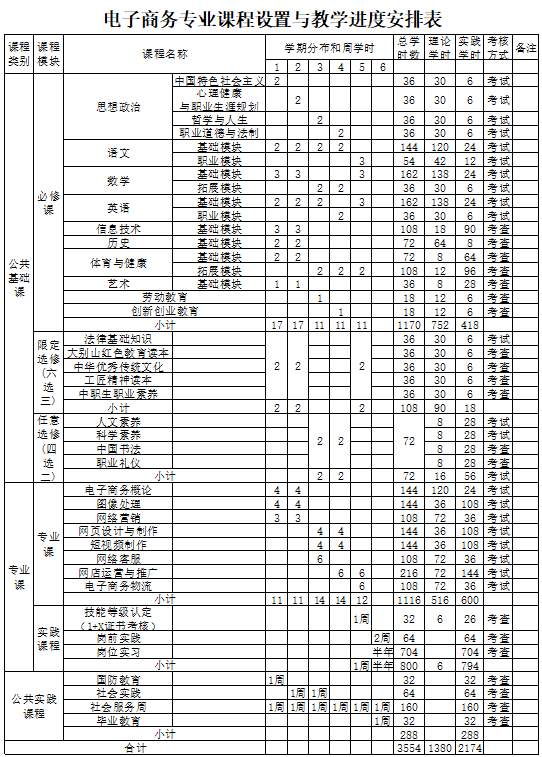 电子商务专业课程设置与教学进度安排表
课程类别 课程模块 课程名称 学期分布和周学时 总学时数 理论学时 实践学时 考核方式 备注
1 2 3 4 5 6
公共基础课 必修课 思想政治 中国特色社会主义 2 36 30 6 考试
心理健康与职业生涯规划 2 36 30 6 考试
哲学与人生 2 36 30 6 考试
职业道德与法制 2 36 30 6 考试
语文 基础模块 2 2 2 2 144 120 24 考试
职业模块 3 54 42 12 考试
数学 基础模块 3 3 3 162 138 24 考试
拓展模块 2 2 36 30 6 考试
英语 基础模块 2 2 2 3 162 138 24 考试
职业模块 2 36 30 6 考试
信息技术 基础模块 3 3 108 18 90 考查
历史 基础模块 2 2 72 64 8 考查
体育与健康 基础模块 2 2 72 8 64 考查
拓展模块 2 2 2 108 12 96 考查
艺术 基础模块 1 1 36 8 28 考查
劳动教育 1 18 12 6 考查
创新创业教育 1 18 12 6 考查
小计 17 17 11 11 11 1170 752 418
限定选修(六选三) 法律基础知识 2 2 2 36 30 6 考试
大别山红色教育读本 36 30 6 考查
中华优秀传统文化 36 30 6 考查
工匠精神读本 36 30 6 考查
中职生职业素养 36 30 6 考查
小计 2 2 2 108 90 18
任意选修(四选二) 人文素养 2 2 72 8 28 考试
科学素养 8 28 考查
中国书法 8 28 考查
职业礼仪 8 28 考查
小计 2 2 72 16 56 考试
专业课 专业课 电子商务概论 4 4 144 120 24 考试
图像处理 4 4 144 36 108 考试
网络营销 3 3 108 72 36 考试
网页设计与制作 4 4 144 36 108 考试
短视频制作 4 4 144 36 108 考试
网络客服 6 108 72 36 考试
网店运营与推广 6 6 216 72 144 考试
电子商务物流 6 108 72 36 考试
小计 11 11 14 14 12 1116 516 600
实践课程 技能等级认定（1+X证书考核） 1周 32 6 26 考查
岗前实践 2周 64 64 考查
岗位实习 半年 704 704 考查
小计 1周 半年 800 6 794
公共实践课程 国防教育 1周 32 32 考查
社会实践 1周 1周 64 64 考查
社会服务周 1周 1周 1周 1周 1周 1周 160 160 考查
毕业教育 1周 32 32 考查
小计 288 288
合计 3554 1380 2174